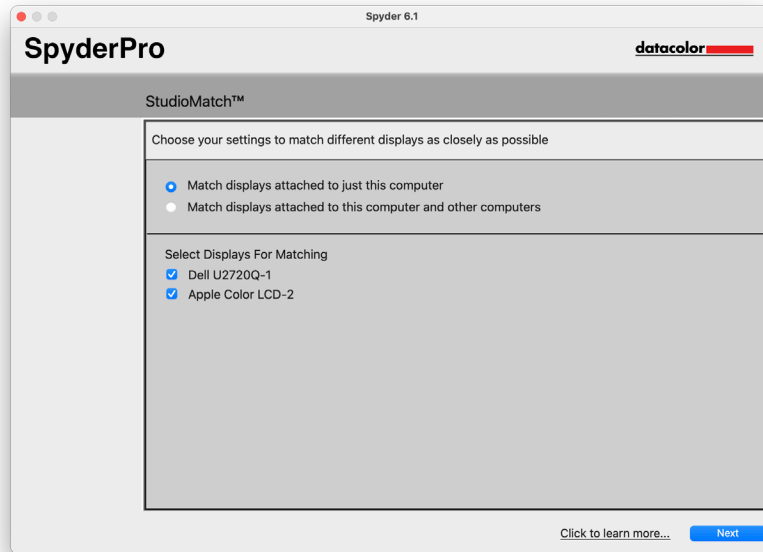 Spyder 6.1
SpyderPro
datacolor
StudioMatch™
Choose your settings to match different displays as closely as possible
Match displays attached to just this computer
Match displays attached to this computer and other computers
Select Displays For Matching
Dell U2720Q-1
Apple Color LCD-2
Click to learn more...
Next